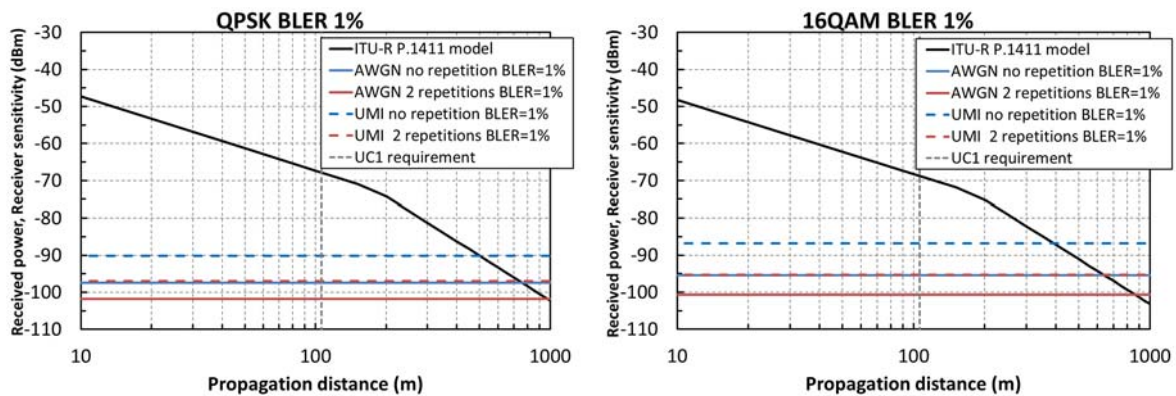 QPSK BLER 1%
Received power, Receiver sensitivity (dBm)
-30
-40
-50
-60
-70
-80
-90
-100
-110
ITU-R P.1411 model
AWGN no repetition BLER=1%
AWGN 2 repetitions BLER=1%
UMI no repetition BLER=1%
UMI 2 repetitions BLER=1%
UC1 requirement
10
100
1000
Propagation distance (m)
16QAM BLER 1%
Received power, Receiver sensitivity (dBm)
-30
-40
-50
-60
-70
-80
-90
-100
-110
ITU-R P.1411 model
AWGN no repetition BLER=1%
AWGN 2 repetitions BLER=1%
UMI no repetition BLER=1%
UMI 2 repetitions BLER=1%
UC1 requirement
10
100
1000
Propagation distance (m)